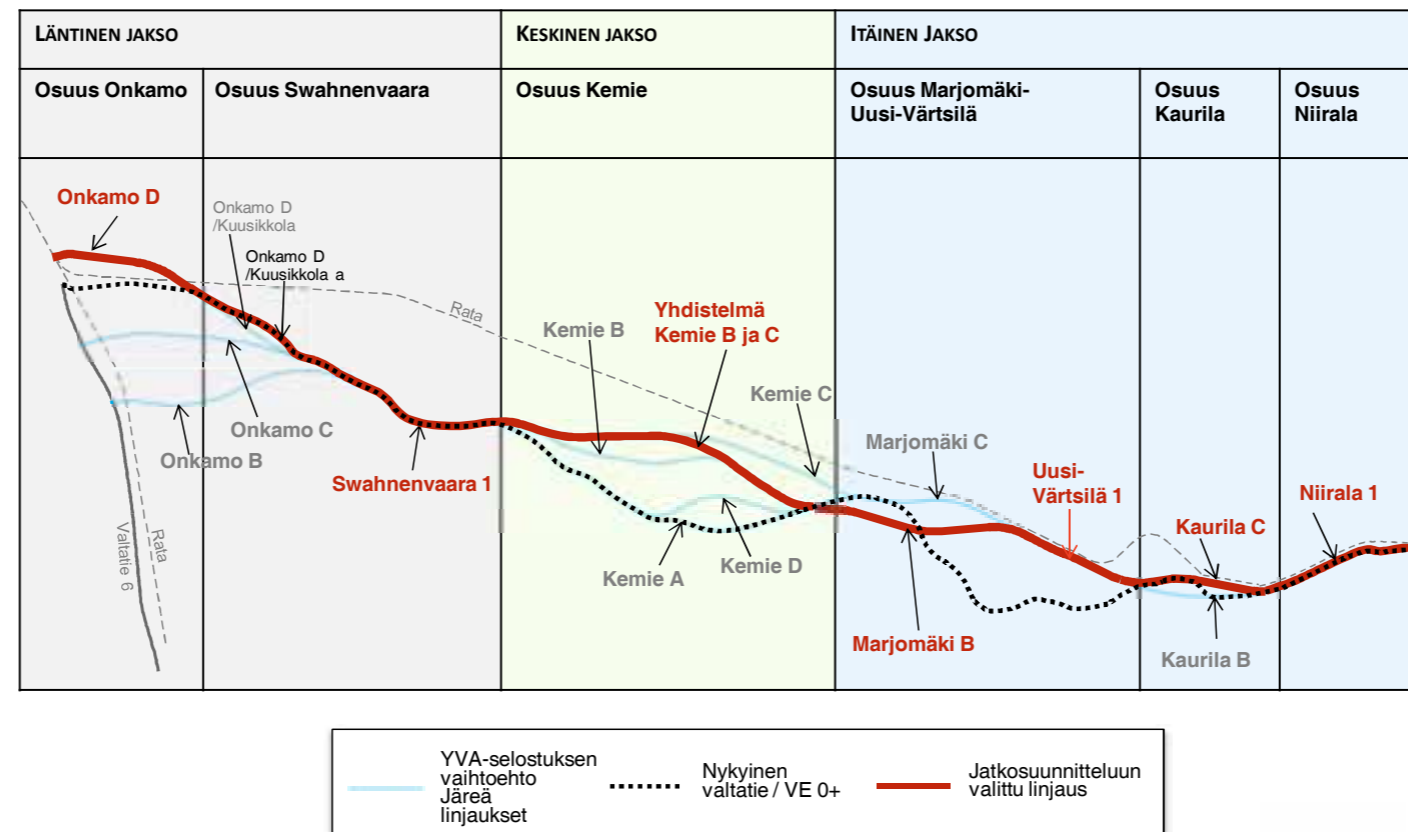 LÄNTINEN JAKSO
KESKINEN JAKSO
ITÄINEN JAKSO
Osuus Onkamo
Osuus Swahnenvaara
Osuus Kemie
Osuus Marjomäki-
Uusi-Värtsilä
Osuus
Kaurila
Osuus
Niirala
Onkamo D
Onkamo D
/Kuusikkola
Onkamo D
/Kuusikkola a
Rata
Kemie B
Yhdistelmä
Kemie B ja C
Kemie C
Onkamo C
Onkamo B
Swahnenvaara 1
Marjomäki C
Uusi-
Värtsilä 1
Niirala 1
Kaurila C
Kemie A
Kemie D
Valtatie 6
Rata
Marjomäki B
Kaurila B
YVA-selostuksen
vaihtoehto
Järeä
linjaukset
Nykyinen
valtatie / VE 0+
Jatkosuunnitteluun
valittu linjaus